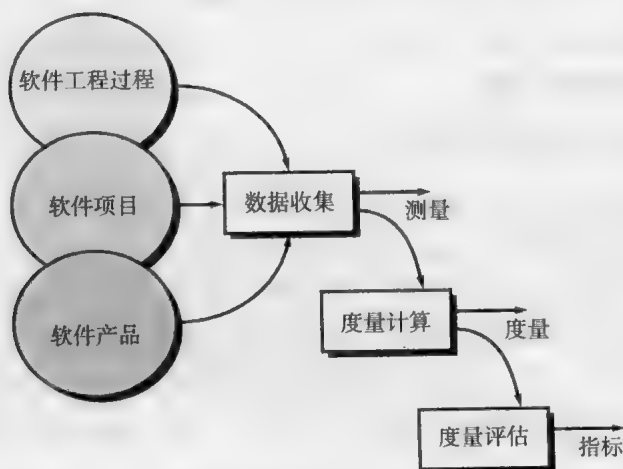 软件工程过程
软件项目
数据收集
测量
软件产品
度量计算
度量
度量评估
指标